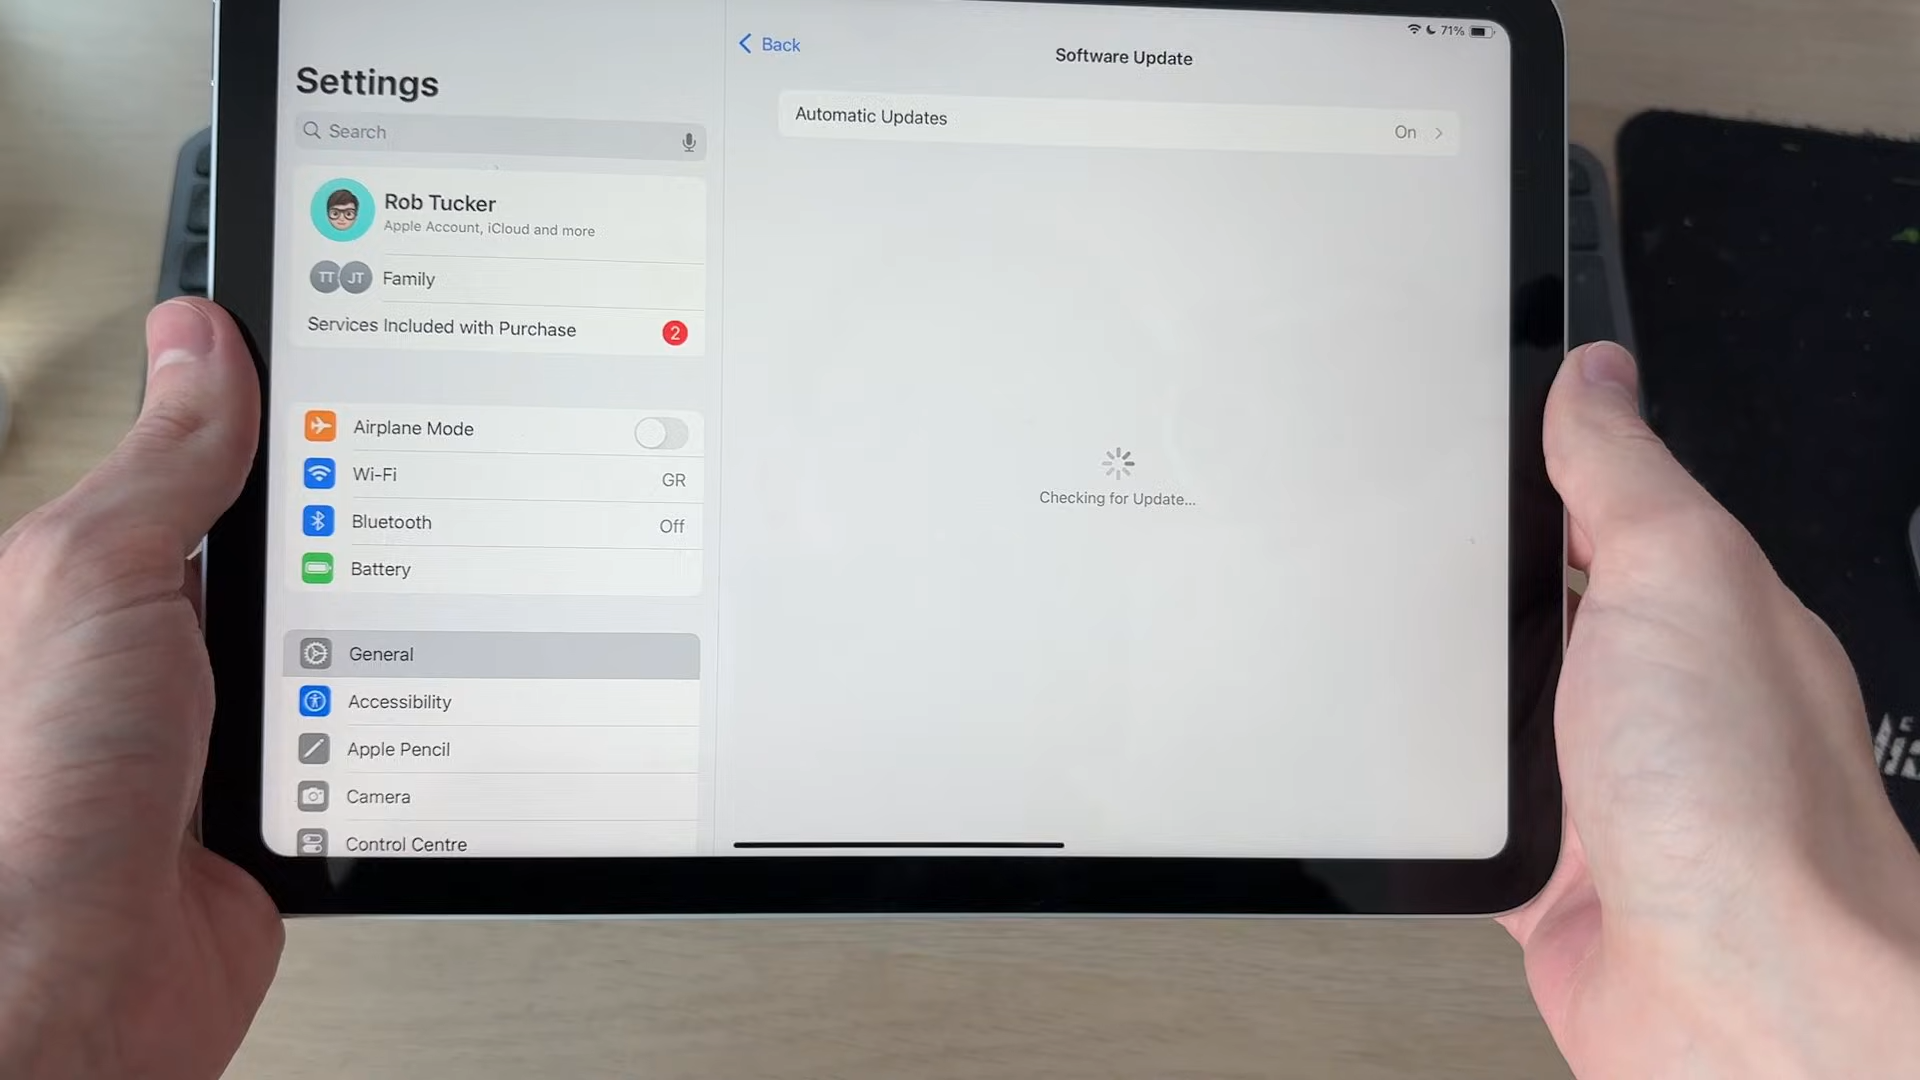 71%
Settings
Search
Rob Tucker
Apple Account, iCloud and more
TT JT Family
Services Included with Purchase 2
Airplane Mode
Wi-Fi GR
Bluetooth Off
Battery
General
Accessibility
Apple Pencil
Camera
Control Centre
Back
Software Update
Automatic Updates On
Checking for Update...